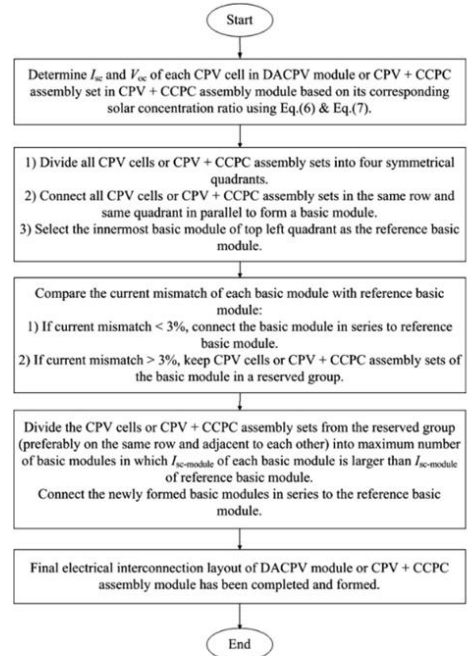 Start
Determine Isc and Voc of each CPV cell in DACPV module or CPV + CCPC
assembly set in CPV + CCPC assembly module based on its corresponding
solar concentration ratio using Eq.(6) & Eq.(7).
1) Divide all CPV cells or CPV + CCPC assembly sets into four symmetrical
quadrants.
2) Connect all CPV cells or CPV + CCPC assembly sets in the same row and
same quadrant in parallel to form a basic module.
3) Select the innermost basic module of top left quadrant as the reference basic
module.
Compare the current mismatch of each basic module with reference basic
module:
1) If current mismatch < 3%, connect the basic module in series to reference
basic module.
2) If current mismatch > 3%, keep CPV cells or CPV + CCPC assembly sets of
the basic module in a reserved group.
Divide the CPV cells or CPV + CCPC assembly sets from the reserved group
(preferably on the same row and adjacent to each other) into maximum number
of basic modules in which Isc-module of each basic module is larger than Isc-module
of reference basic module.
Connect the newly formed basic modules in series to the reference basic
module.
Final electrical interconnection layout of DACPV module or CPV + CCPC
assembly module has been completed and formed.
End